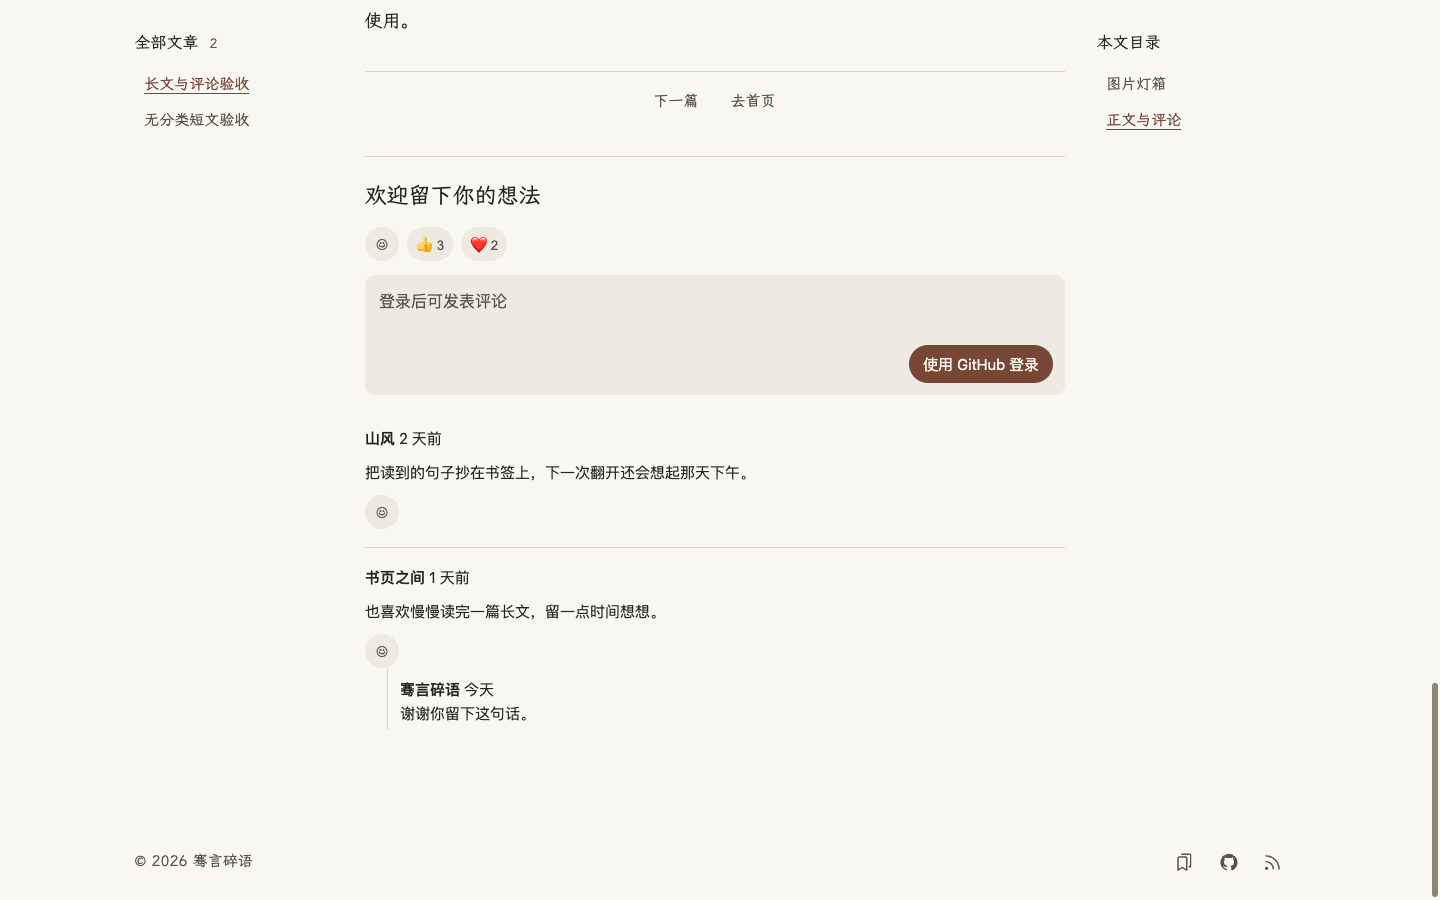 使用。
全部文章 2
长文与评论验收
无分类短文验收
本文目录
图片灯箱
正文与评论
下一篇 去首页
欢迎留下你的想法
👍 3 ❤️ 2
登录后可发表评论
使用 GitHub 登录
山风 2 天前
把读到的句子抄在书签上，下一次翻开还会想起那天下午。
书页之间 1 天前
也喜欢慢慢读完一篇长文，留一点时间想想。
骞言碎语 今天
谢谢你留下这句话。
© 2026 骞言碎语